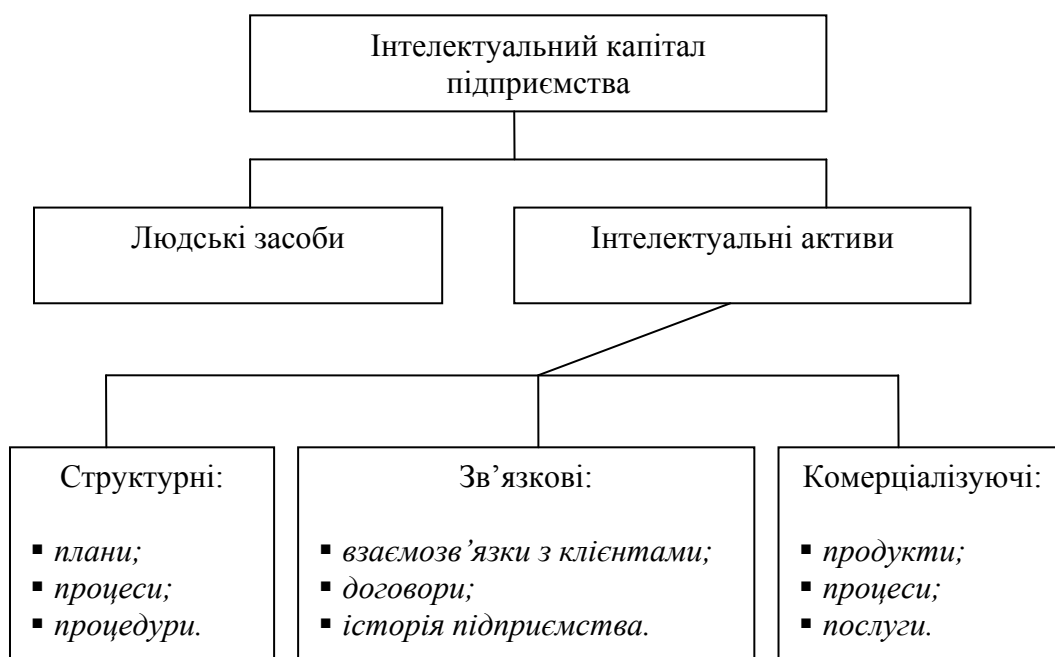 Інтелектуальний капітал
підприємства
Людські засоби
Інтелектуальні активи
Структурні:
▪ плани;
▪ процеси;
▪ процедури.
Зв’язкові:
▪ взаємозв’язки з клієнтами;
▪ договори;
▪ історія підприємства.
Комерціалізуючі:
▪ продукти;
▪ процеси;
▪ послуги.